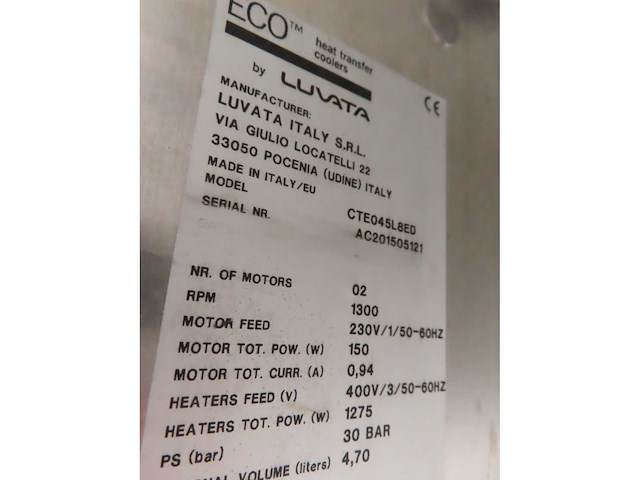 ECO™ heat transfer
coolers
by LUVATA
CE
MANUFACTURER:
LUVATA ITALY S.R.L.
VIA GIULIO LOCATELLI 22
33050 POCENIA (UDINE) ITALY
MADE IN ITALY/EU
MODEL CTE045L8ED
SERIAL NR. AC201505121
NR. OF MOTORS 02
RPM 1300
MOTOR FEED 230V/1/50-60HZ
MOTOR TOT. POW. (W) 150
MOTOR TOT. CURR. (A) 0,94
HEATERS FEED (V) 400V/3/50-60HZ
HEATERS TOT. POW. (W) 1275
PS (bar) 30 BAR
VOLUME (liters) 4,70